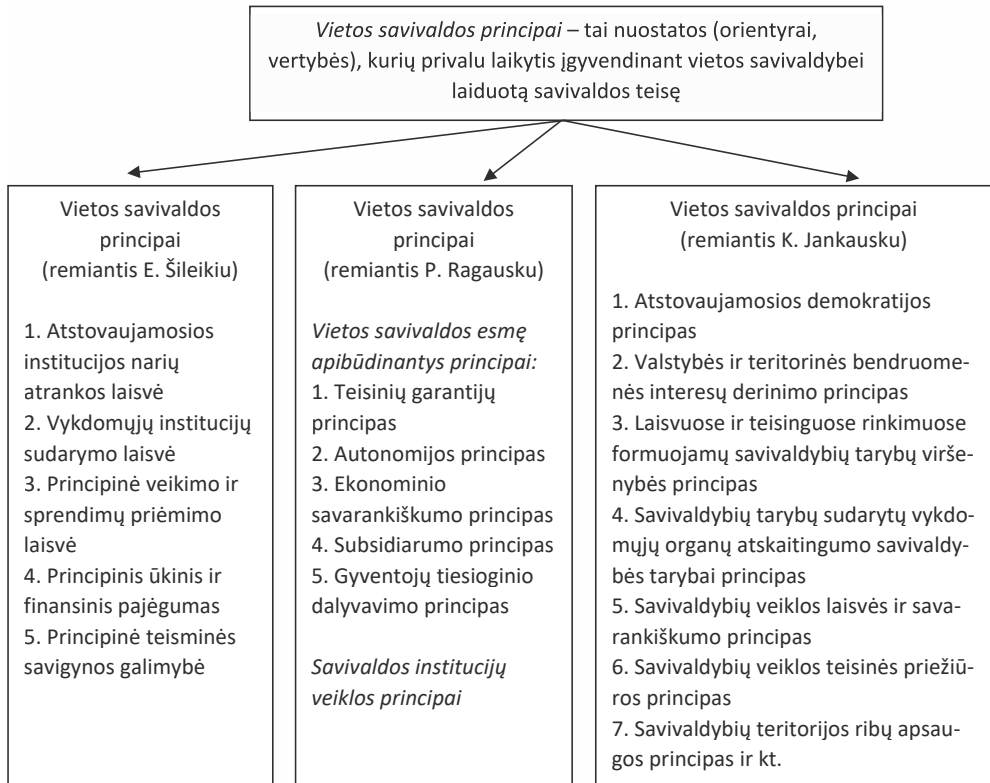 Vietos savivaldos principai – tai nuostatos (orientyrai,
vertybės), kurių privalu laikytis įgyvendinant vietos savivaldybei
laiduotą savivaldos teisę
Vietos savivaldos
principai
(remiantis E. Šileikiu)
1. Atstovaujamosios
institucijos narių
atrankos laisvė
2. Vykdomųjų institucijų
sudarymo laisvė
3. Principinė veikimo ir
sprendimų priėmimo
laisvė
4. Principinis ūkinis ir
finansinis pajėgumas
5. Principinė teisminės
savigynos galimybė
Vietos savivaldos
principai
(remiantis P. Ragausku)
Vietos savivaldos esmę
apibūdinantys principai:
1. Teisinių garantijų
principas
2. Autonomijos principas
3. Ekonominio
savarankiškumo principas
4. Subsidiarumo principas
5. Gyventojų tiesioginio
dalyvavimo principas
Savivaldos institucijų
veiklos principai
Vietos savivaldos principai
(remiantis K. Jankausku)
1. Atstovaujamosios demokratijos
principas
2. Valstybės ir teritorinės bendruome-
nės interesų derinimo principas
3. Laisvuose ir teisinguose rinkimuose
formuojamų savivaldybių tarybų virše-
nybės principas
4. Savivaldybių tarybų sudarytų vykdo-
mųjų organų atskaitingumo savivaldy-
bės tarybai principas
5. Savivaldybių veiklos laisvės ir sava-
rankiškumo principas
6. Savivaldybių veiklos teisinės priežiū-
ros principas
7. Savivaldybių teritorijos ribų apsau-
gos principas ir kt.